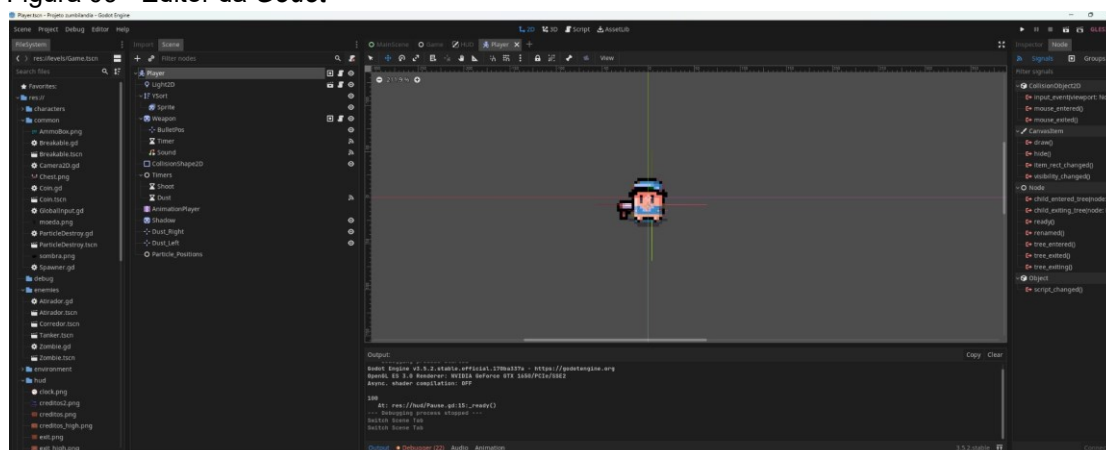 Figura 30 - Editor da Godot
Player.tscn - Projeto zumbilandia - Godot Engine
Scene Project Debug Editor Help
2D 3D Script AssetLib
GLES
FileSystem
Import Scene
MainScene Game HUD Player
Inspector Node
res://levels/Game.tscn
Filter nodes
View
Signals Groups
Search files
Filter signals
Favorites:
res://
characters
common
AmmoBox.png
Breakable.gd
Breakable.tscn
Camera2D.gd
Chest.png
Coin.gd
Coin.tscn
GlobalInput.gd
moeda.png
ParticleDestroy.gd
ParticleDestroy.tscn
sombra.png
Spawner.gd
debug
enemies
Atirador.gd
Atirador.tscn
Corredor.tscn
Tanker.tscn
Zombie.gd
Zombie.tscn
environment
hud
clock.png
creditos2.png
creditos.png
creditos_high.png
exit.png
exit_high.png
Player
Light2D
YSort
Sprite
Weapon
BulletPos
Timer
Sound
CollisionShape2D
Timers
Shoot
Dust
AnimationPlayer
Shadow
Dust_Right
Dust_Left
Particle_Positions
CollisionObject2D
input_event(viewport: No
mouse_entered()
mouse_exited()
CanvasItem
draw()
hide()
item_rect_changed()
visibility_changed()
Node
child_entered_tree(node:
child_exiting_tree(node:
ready()
renamed()
tree_entered()
tree_exited()
tree_exiting()
Object
script_changed()
Output:
Copy Clear
Godot Engine v3.5.2.stable.official.170ba337a - https://godotengine.org
OpenGL ES 3.0 Renderer: NVIDIA GeForce GTX 1650/PCIe/SSE2
Async. shader compilation: OFF
100
At: res://hud/Pause.gd:15:_ready()
--- Debugging process stopped ---
Switch Scene Tab
Switch Scene Tab
Output Debugger (22) Audio Animation
3.5.2.stable